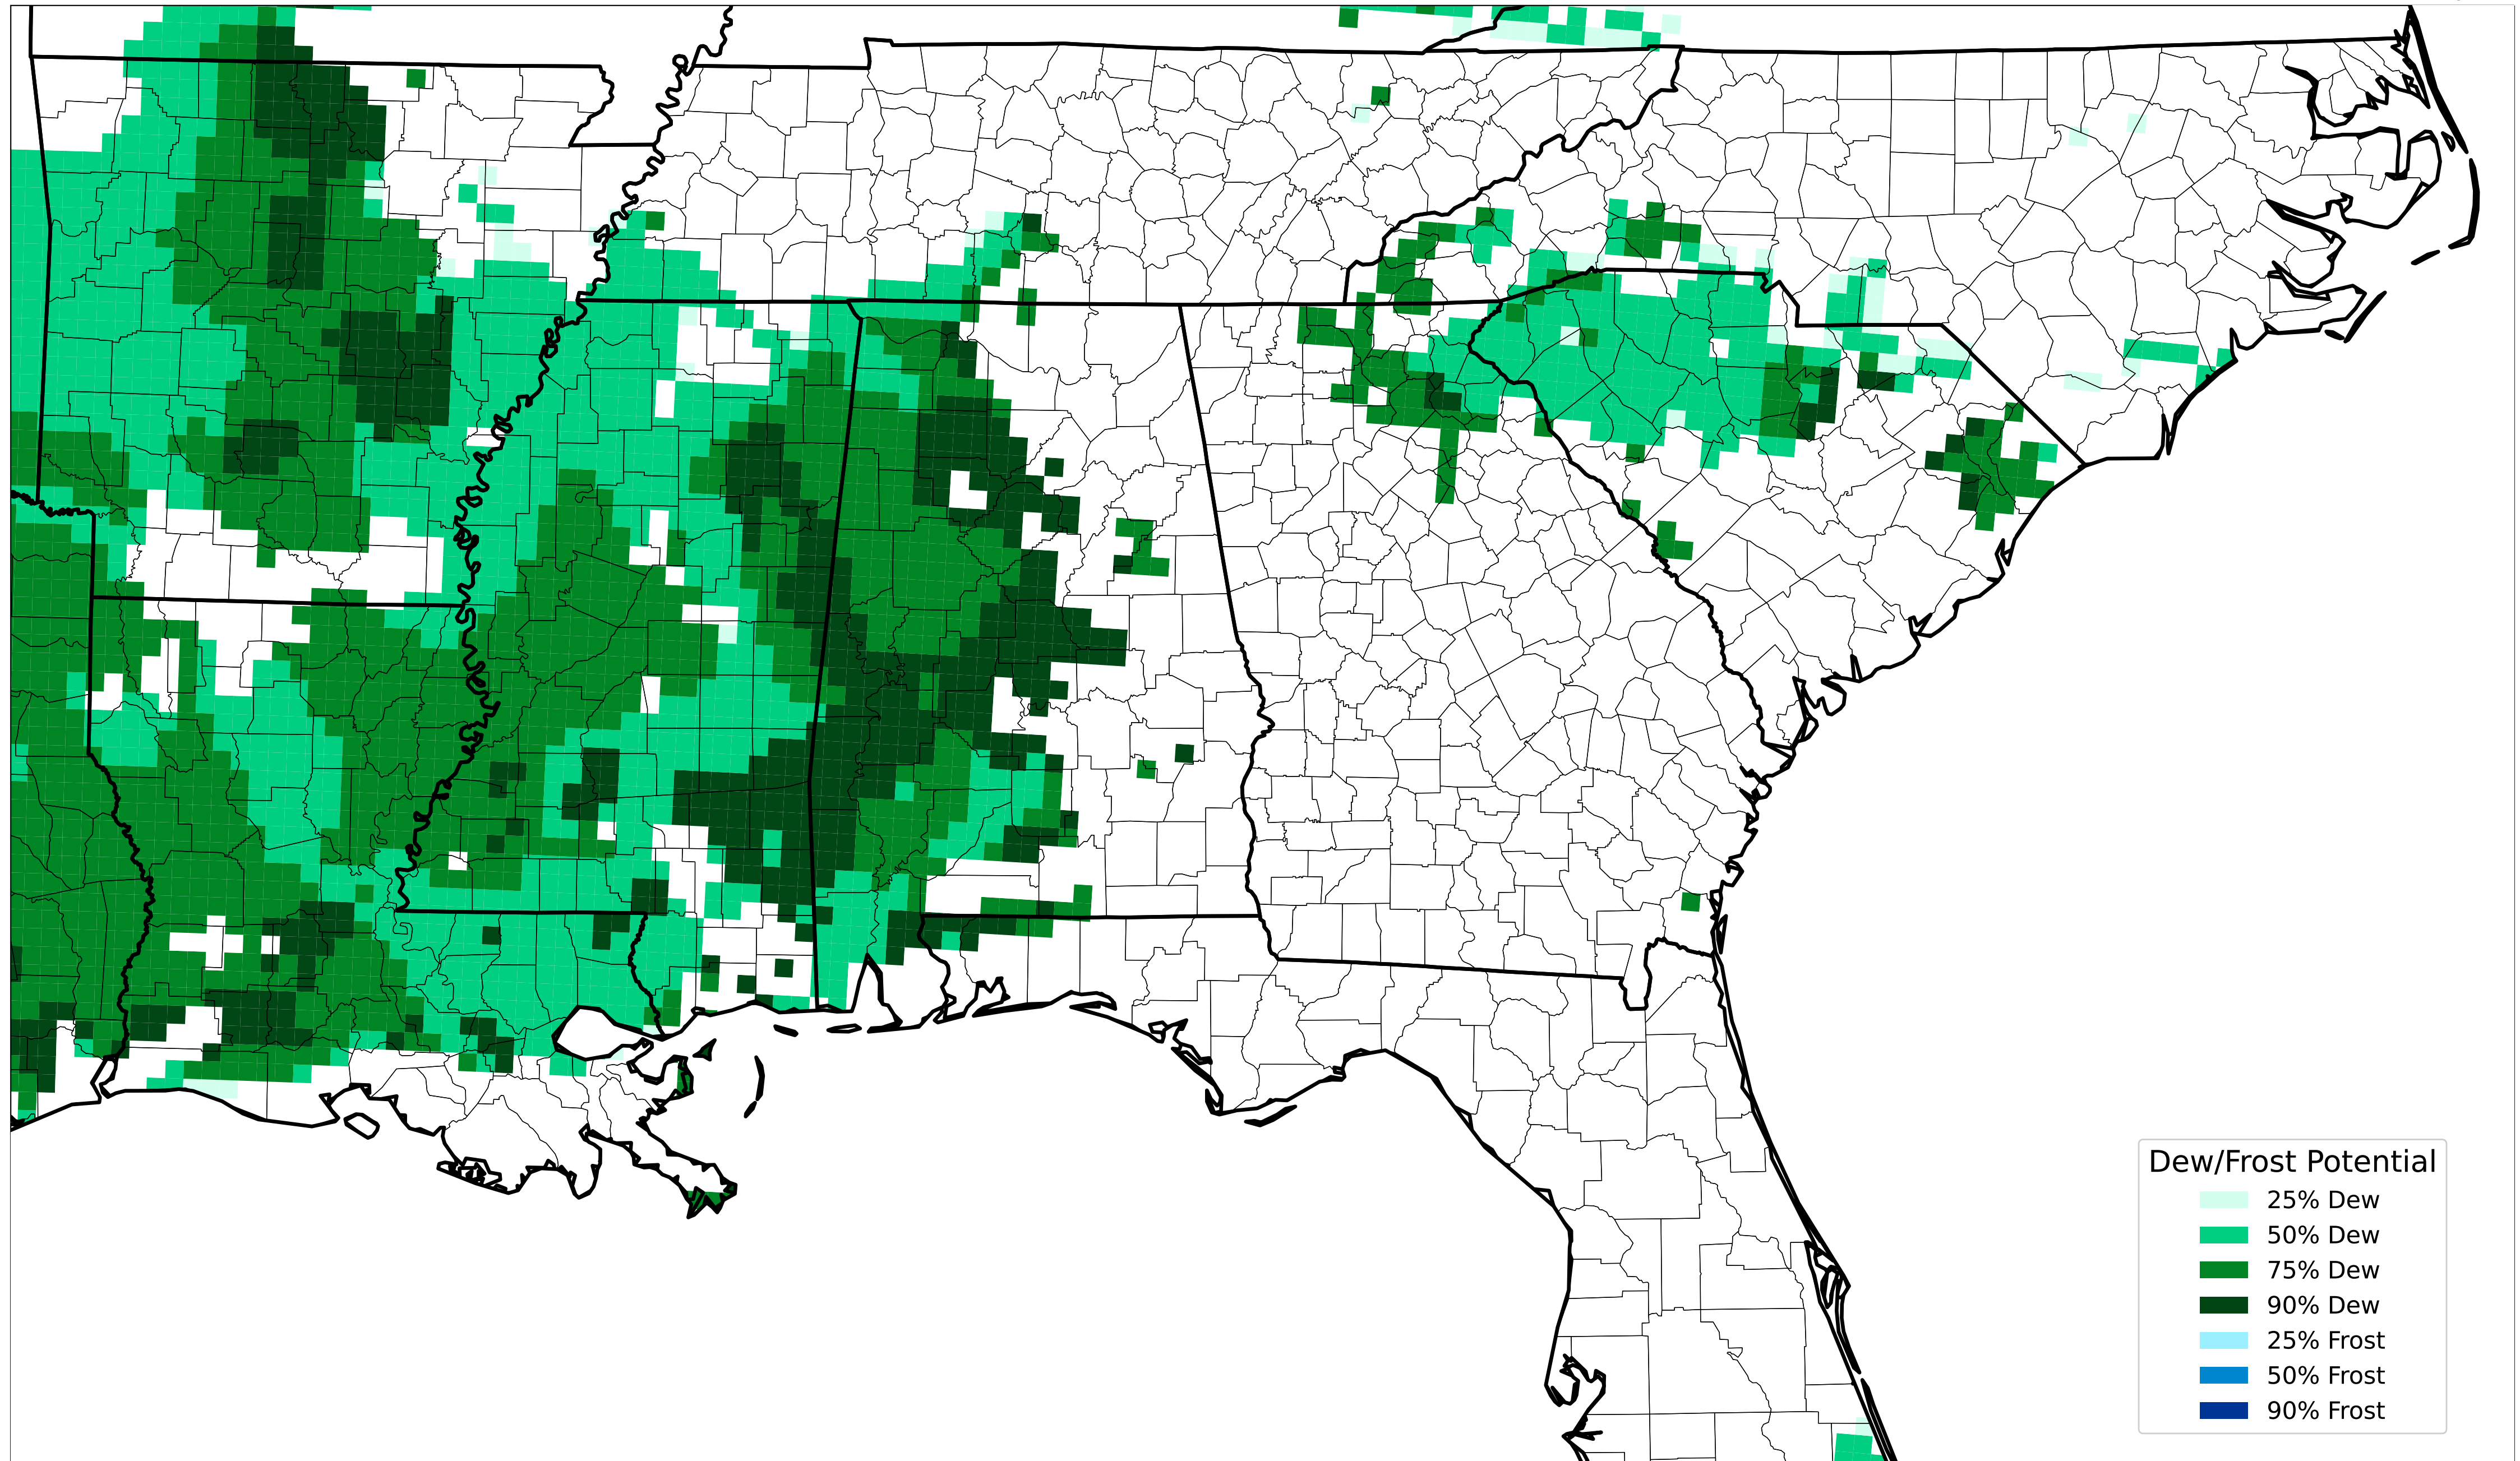 Dew/Frost Potential
25% Dew
50% Dew
75% Dew
90% Dew
25% Frost
50% Frost
90% Frost